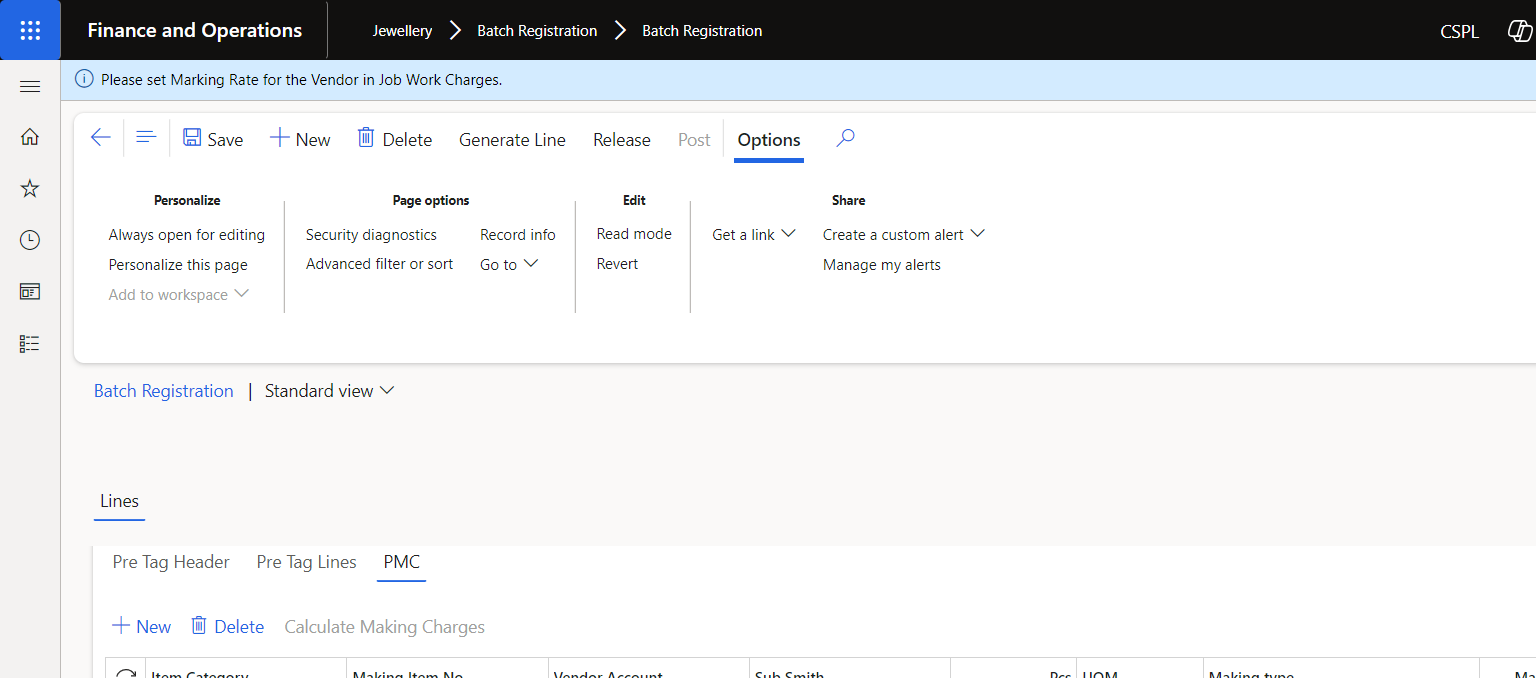 Finance and Operations Jewellery Batch Registration Batch Registration CSPL
Please set Marking Rate for the Vendor in Job Work Charges.
Save New Delete Generate Line Release Post Options
Personalize Page options Edit Share
Always open for editing Security diagnostics Record info Read mode Get a link Create a custom alert
Personalize this page Advanced filter or sort Go to Revert Manage my alerts
Add to workspace
Batch Registration | Standard view
Lines
Pre Tag Header Pre Tag Lines PMC
New Delete Calculate Making Charges
Item Category Making Item No Vendor Account Sub Smith Pcs UOM Making type Ma